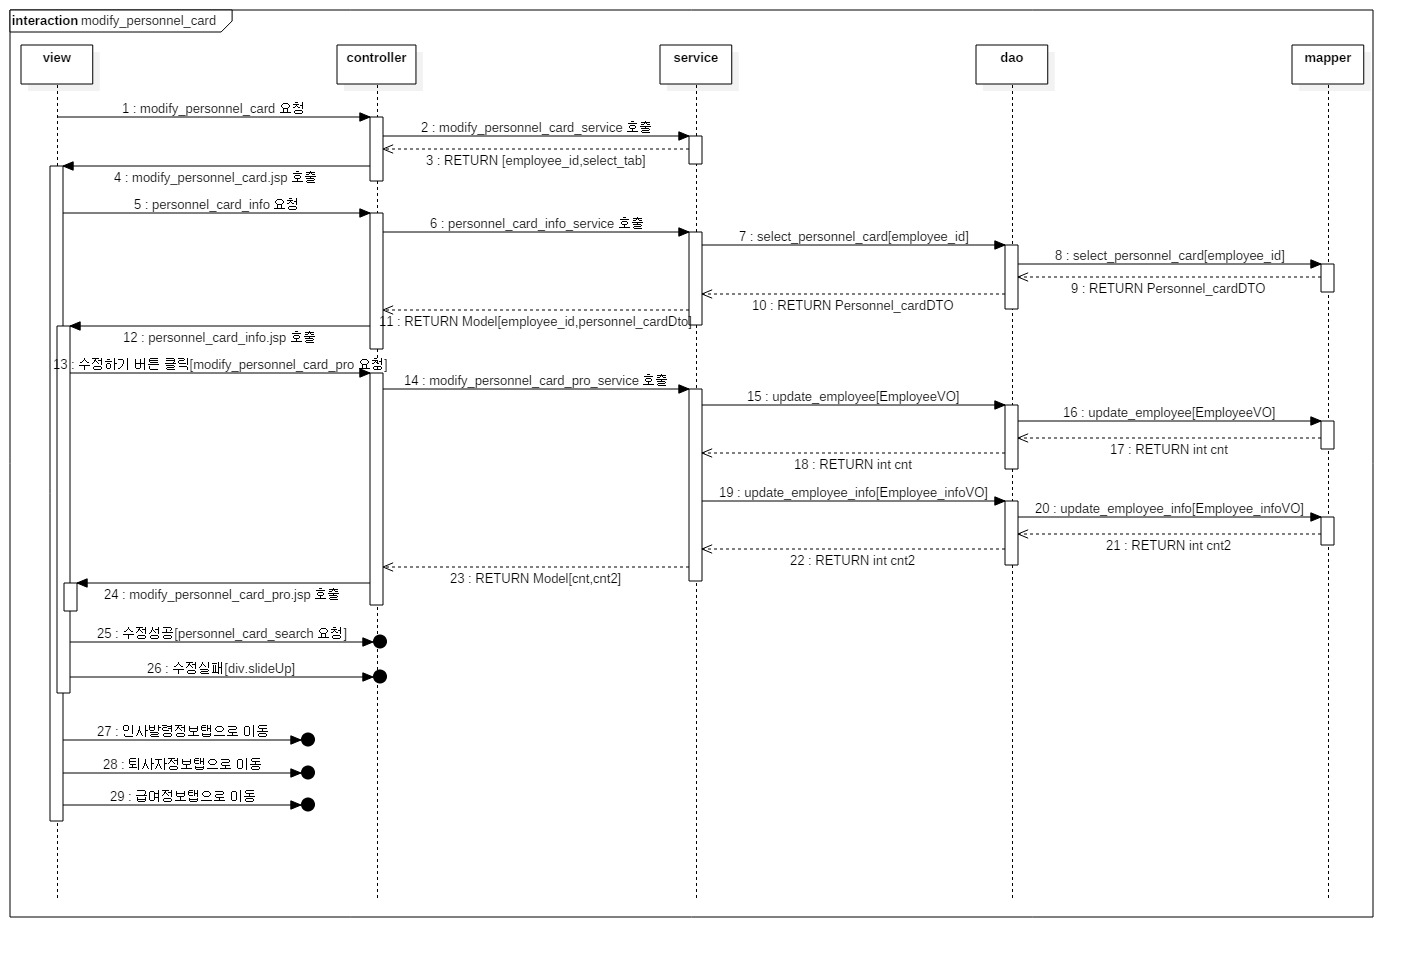 interaction modify_personnel_card
view
controller
service
dao
mapper
1 : modify_personnel_card 요청
2 : modify_personnel_card_service 호출
3 : RETURN [employee_id,select_tab]
4 : modify_personnel_card.jsp 호출
5 : personnel_card_info 요청
6 : personnel_card_info_service 호출
7 : select_personnel_card[employee_id]
8 : select_personnel_card[employee_id]
9 : RETURN Personnel_cardDTO
10 : RETURN Personnel_cardDTO
11 : RETURN Model[employee_id,personnel_cardDto]
12 : personnel_card_info.jsp 호출
13 : 수정하기 버튼 클릭[modify_personnel_card_pro 요청]
14 : modify_personnel_card_pro_service 호출
15 : update_employee[EmployeeVO]
16 : update_employee[EmployeeVO]
17 : RETURN int cnt
18 : RETURN int cnt
19 : update_employee_info[Employee_infoVO]
20 : update_employee_info[Employee_infoVO]
21 : RETURN int cnt2
22 : RETURN int cnt2
23 : RETURN Model[cnt,cnt2]
24 : modify_personnel_card_pro.jsp 호출
25 : 수정성공[personnel_card_search 요청]
26 : 수정실패[div.slideUp]
27 : 인사발령정보탭으로 이동
28 : 퇴사자정보탭으로 이동
29 : 급여정보탭으로 이동